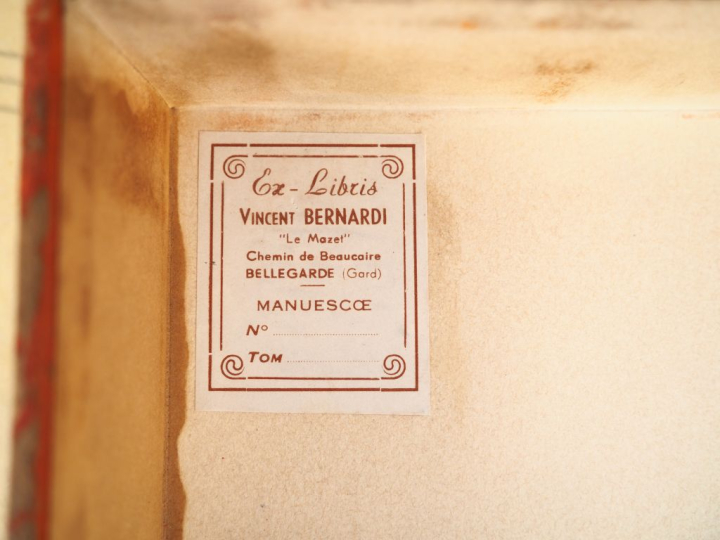 Ex-Libris
VINCENT BERNARDI
"Le Mazet"
Chemin de Beaucaire
BELLEGARDE (Gard)
MANUESCŒ
N°
TOM